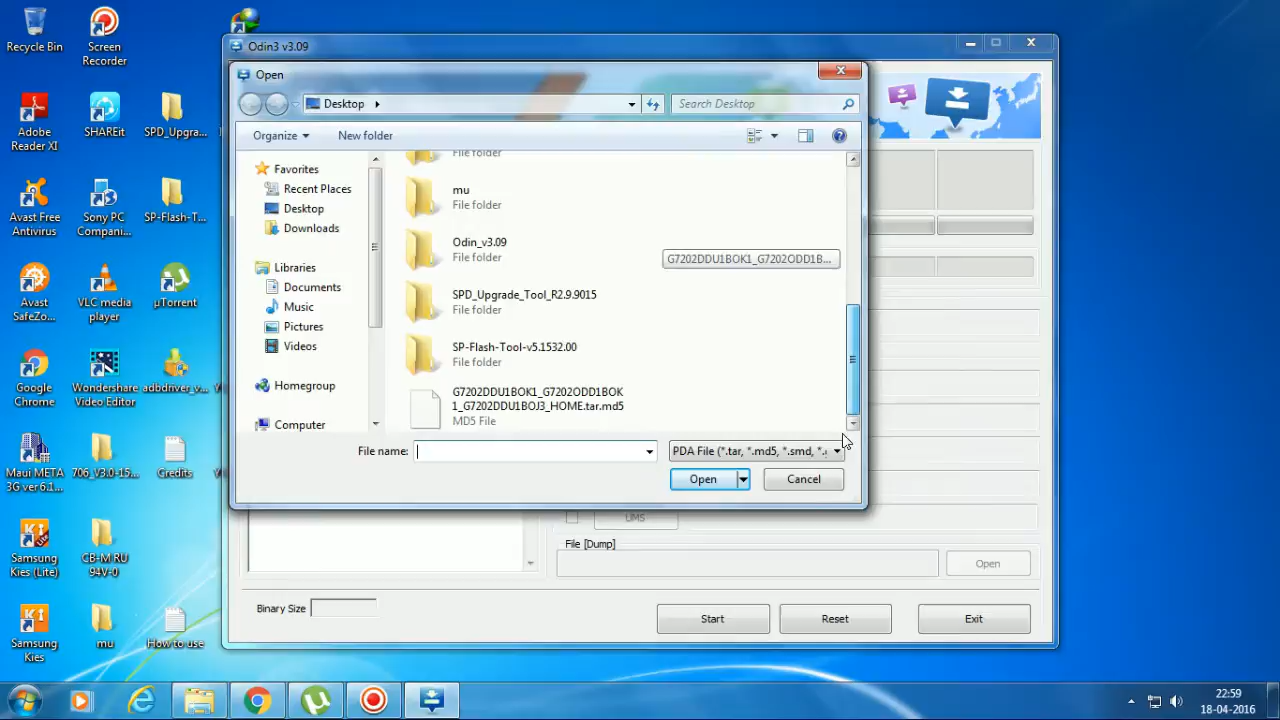 Recycle Bin
Screen
Recorder
Adobe
Reader XI
SHAREit
SPD_Upgra...
Avast Free
Antivirus
Sony PC
Compani...
SP-Flash-T...
Avast
SafeZo...
VLC media
player
µTorrent
Google
Chrome
Wondershare
Video Editor
adbdriver_v...
Maui META
3G ver 6.1...
706_V3.0-15...
Credits
Samsung
Kies (Lite)
CB-M RU
94V-0
Samsung
Kies
mu
How to use
Odin3 v3.09
Open
Desktop
Search Desktop
Organize
New folder
Favorites
Recent Places
Desktop
Downloads
Libraries
Documents
Music
Pictures
Videos
Homegroup
Computer
File folder
mu
File folder
Odin_v3.09
File folder
G7202DDU1BOK1_G7202ODD1B...
SPD_Upgrade_Tool_R2.9.9015
File folder
SP-Flash-Tool-v5.1532.00
File folder
G7202DDU1BOK1_G7202ODD1BOK
1_G7202DDU1BOJ3_HOME.tar.md5
MD5 File
File name:
PDA File (*.tar, *.md5, *.smd, *.
Open
Cancel
UMS
File [Dump]
Open
Binary Size
Start
Reset
Exit
22:59
18-04-2016